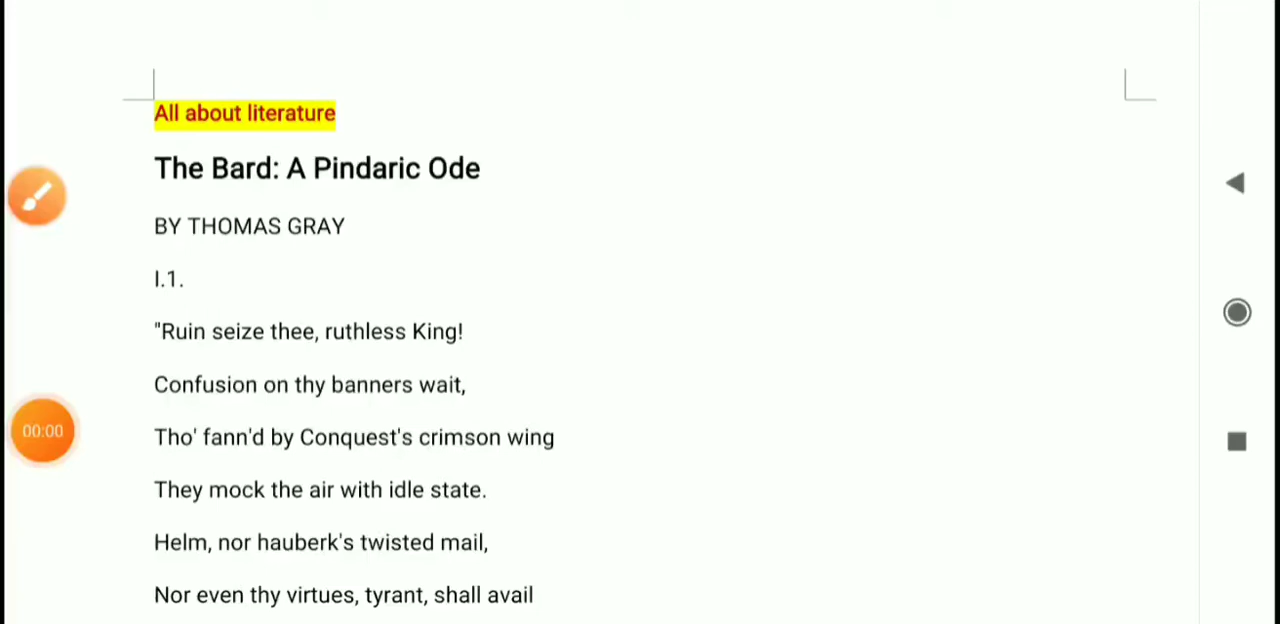 All about literature
The Bard: A Pindaric Ode
BY THOMAS GRAY
I.1.
"Ruin seize thee, ruthless King!
Confusion on thy banners wait,
Tho' fann'd by Conquest's crimson wing
00:00
They mock the air with idle state.
Helm, nor hauberk's twisted mail,
Nor even thy virtues, tyrant, shall avail